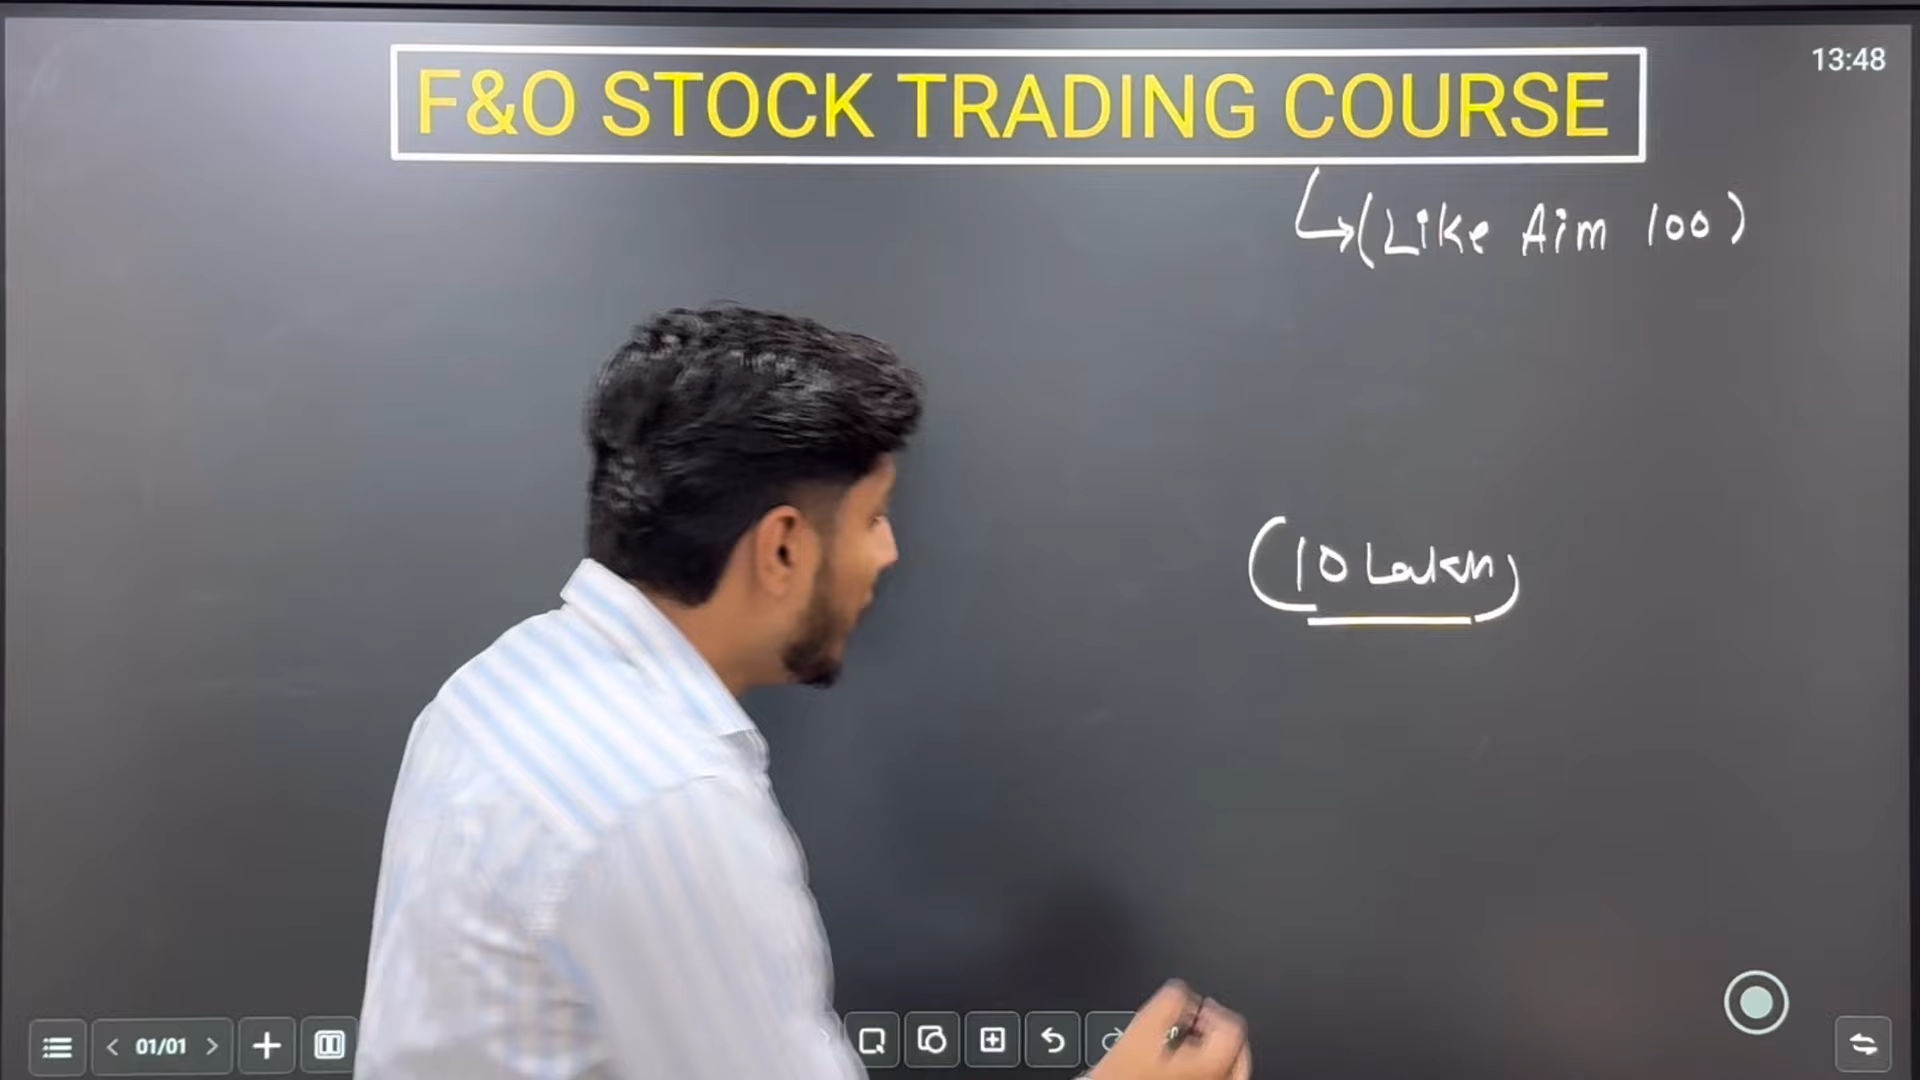 13:48
F&O STOCK TRADING COURSE
(Like Aim 100)
(10 Lakh)
01/01